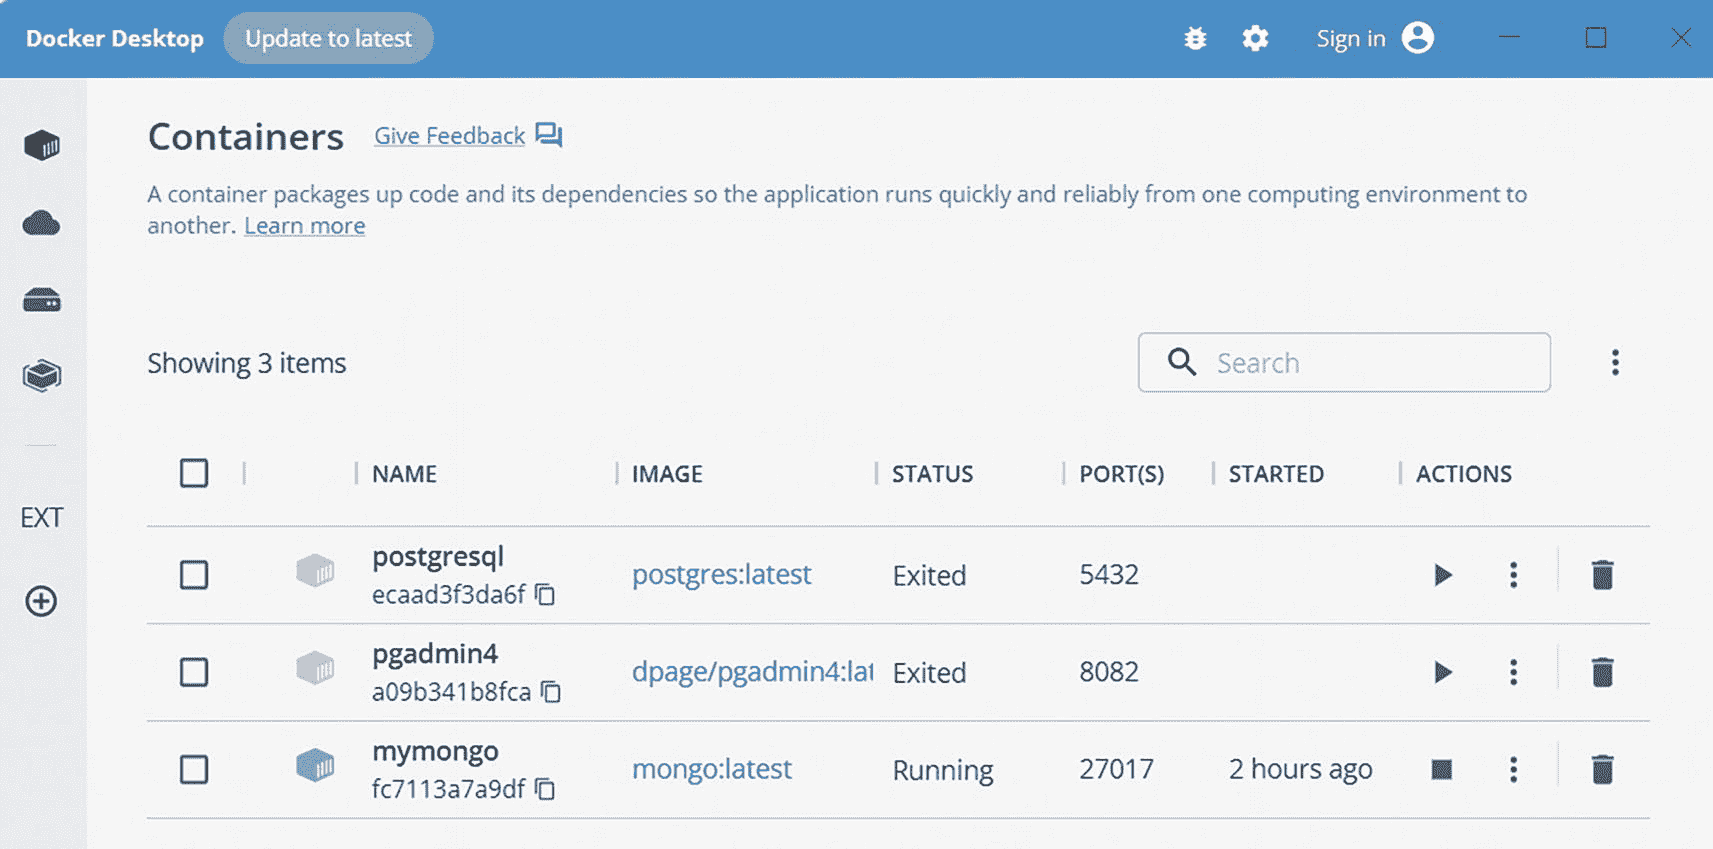 Docker Desktop Update to latest Sign in
Containers Give Feedback
A container packages up code and its dependencies so the application runs quickly and reliably from one computing environment to
another. Learn more
Showing 3 items Search
NAME IMAGE STATUS PORT(S) STARTED ACTIONS
EXT
postgresql
ecaad3f3da6f postgres:latest Exited 5432
pgadmin4
a09b341b8fca dpage/pgadmin4:lat Exited 8082
mymongo
fc7113a7a9df mongo:latest Running 27017 2 hours ago